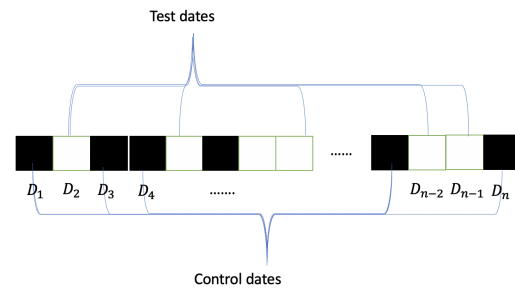 Test dates
......
D₁ D₂ D₃ D₄ ....... Dₙ₋₂ Dₙ₋₁ Dₙ
Control dates